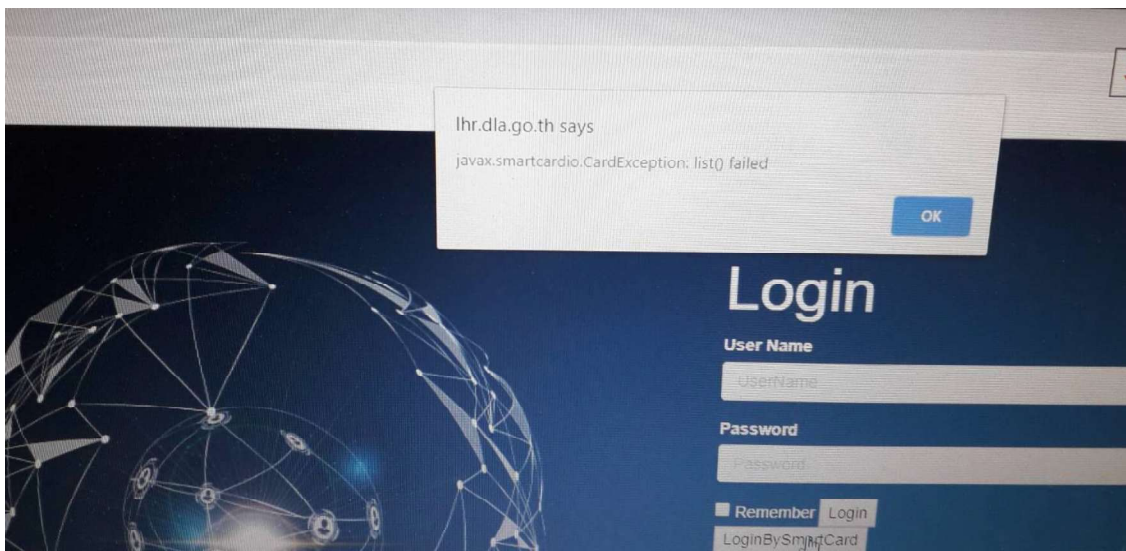 lhr.dla.go.th says
javax.smartcardio.CardException: list() failed
OK
Login
User Name
UserName
Password
Password
Remember Login
LoginBySmartCard